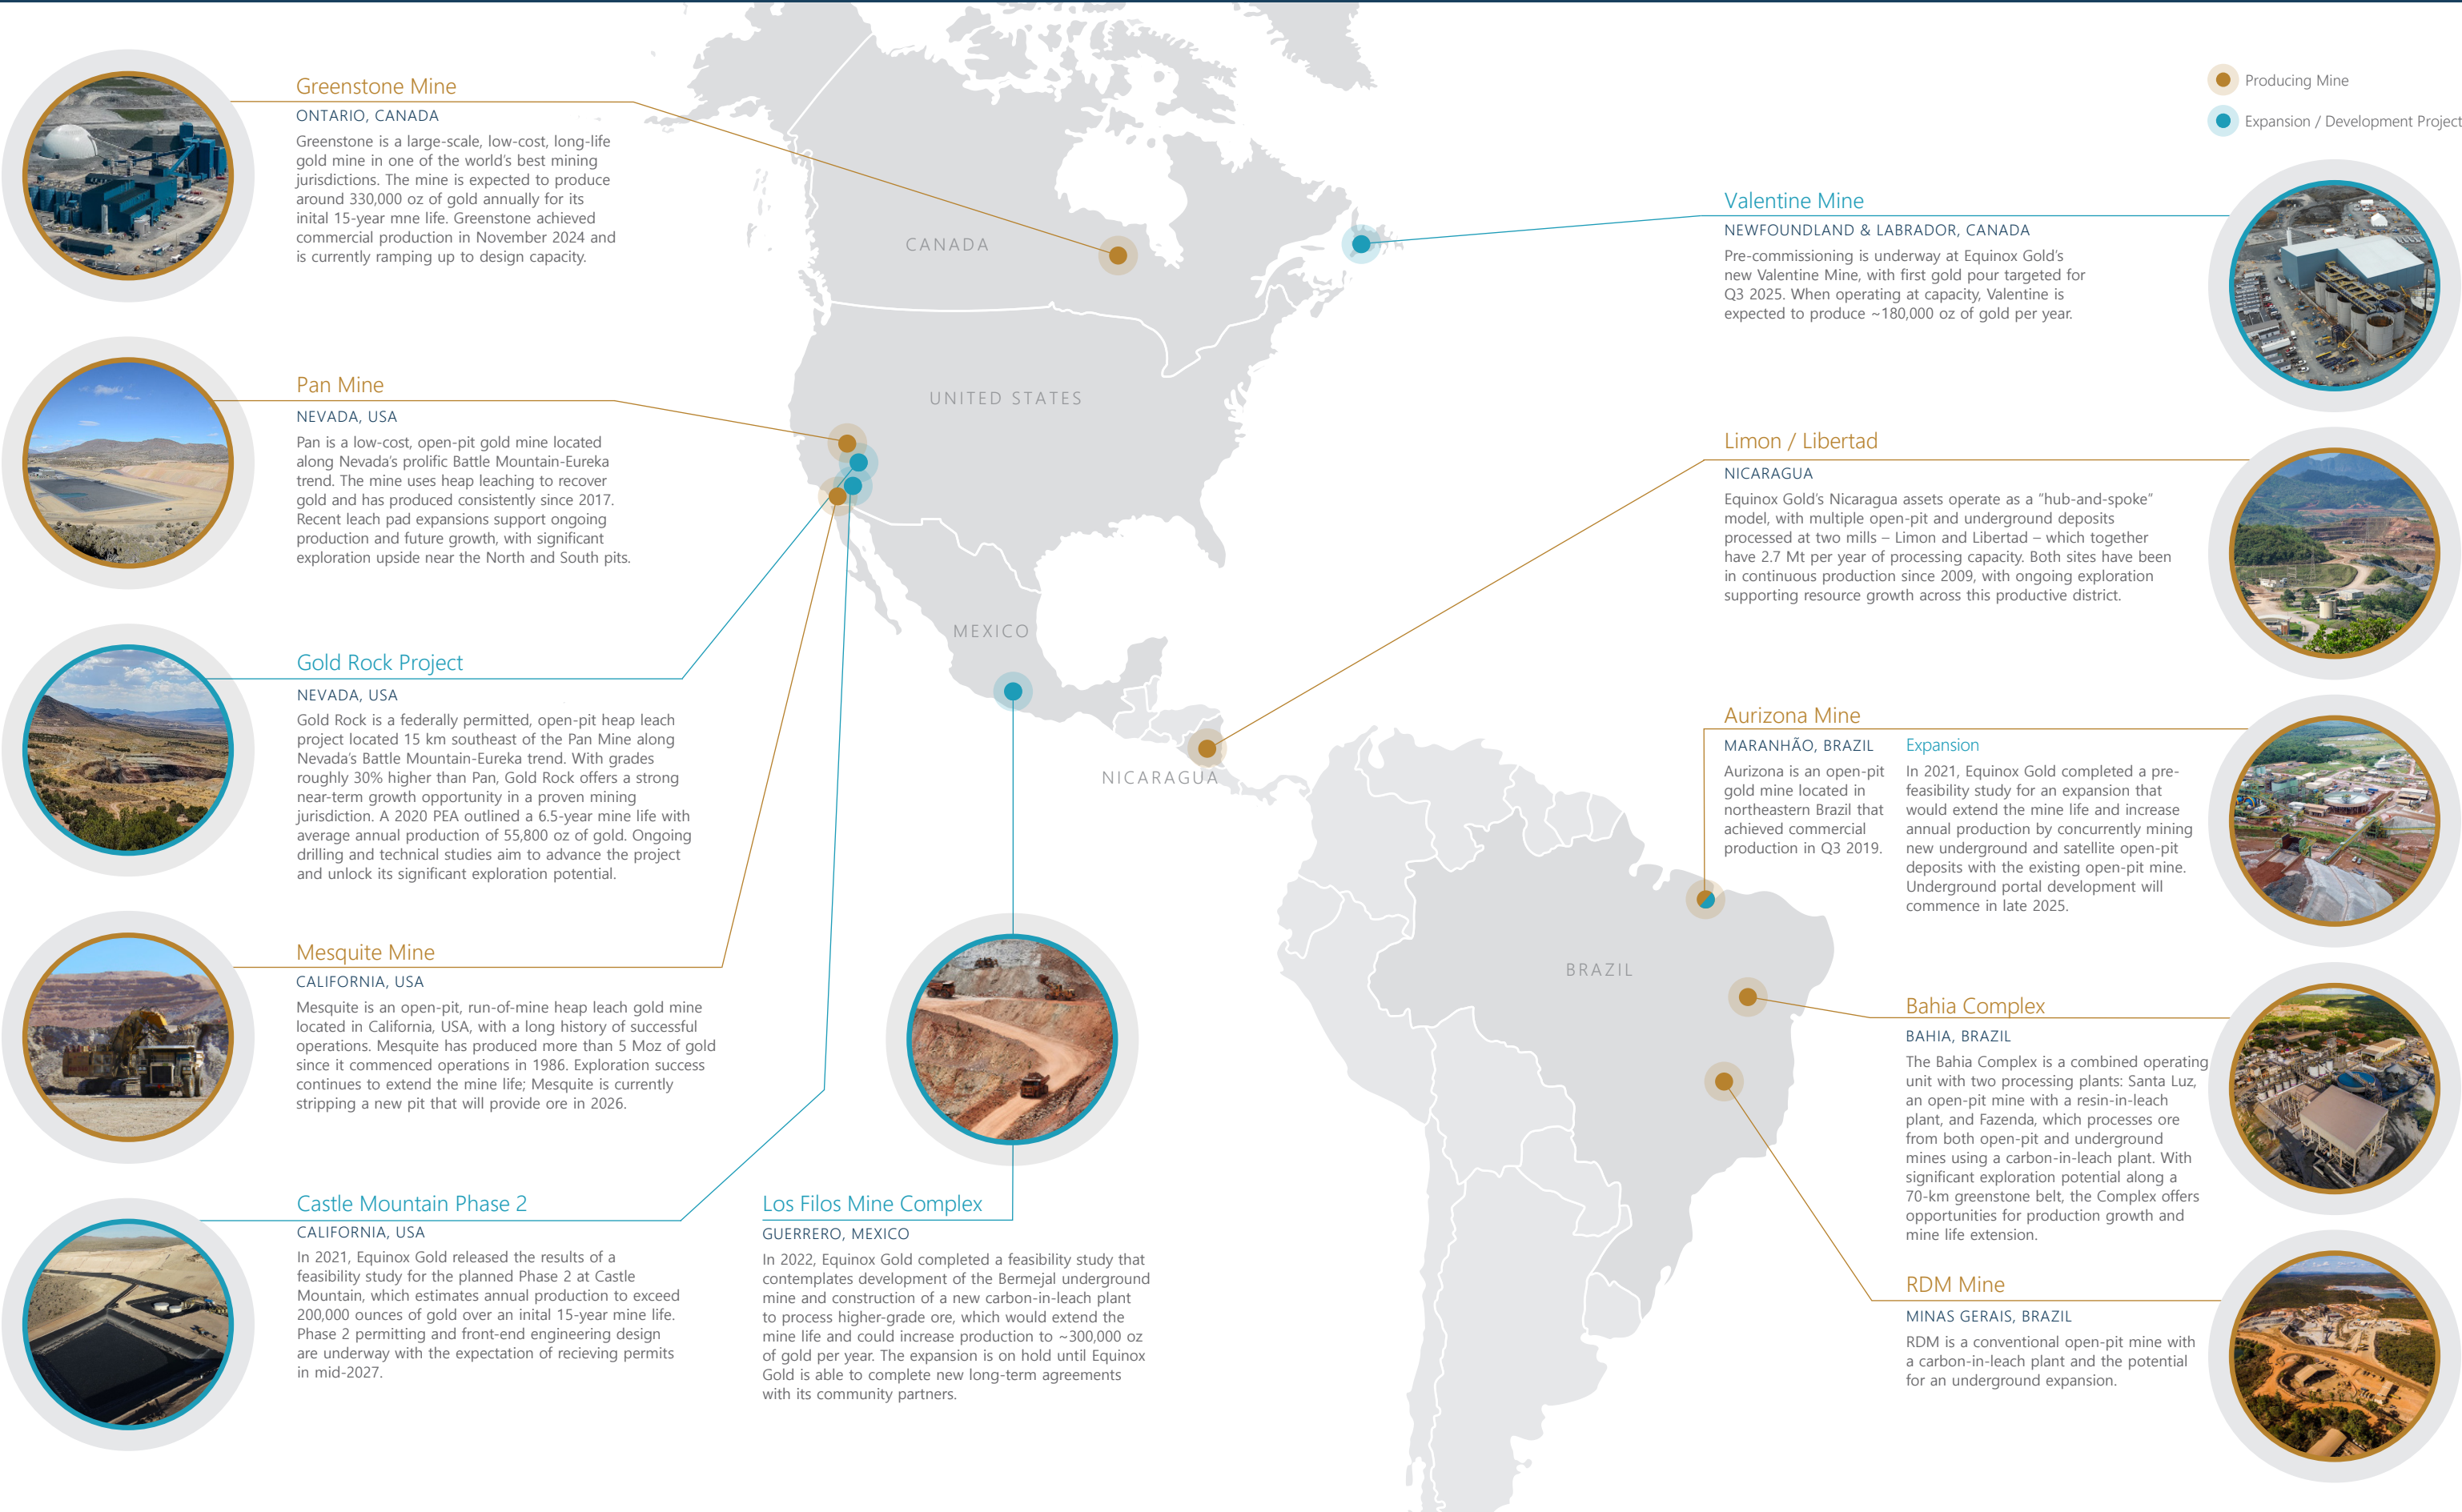 Producing Mine
Expansion / Development Project
Greenstone Mine
ONTARIO, CANADA
Greenstone is a large-scale, low-cost, long-life
gold mine in one of the world's best mining
jurisdictions. The mine is expected to produce
around 330,000 oz of gold annually for its
inital 15-year mne life. Greenstone achieved
commercial production in November 2024 and
is currently ramping up to design capacity.
Pan Mine
NEVADA, USA
Pan is a low-cost, open-pit gold mine located
along Nevada's prolific Battle Mountain-Eureka
trend. The mine uses heap leaching to recover
gold and has produced consistently since 2017.
Recent leach pad expansions support ongoing
production and future growth, with significant
exploration upside near the North and South pits.
Gold Rock Project
NEVADA, USA
Gold Rock is a federally permitted, open-pit heap leach
project located 15 km southeast of the Pan Mine along
Nevada's Battle Mountain-Eureka trend. With grades
roughly 30% higher than Pan, Gold Rock offers a strong
near-term growth opportunity in a proven mining
jurisdiction. A 2020 PEA outlined a 6.5-year mine life with
average annual production of 55,800 oz of gold. Ongoing
drilling and technical studies aim to advance the project
and unlock its significant exploration potential.
Mesquite Mine
CALIFORNIA, USA
Mesquite is an open-pit, run-of-mine heap leach gold mine
located in California, USA, with a long history of successful
operations. Mesquite has produced more than 5 Moz of gold
since it commenced operations in 1986. Exploration success
continues to extend the mine life; Mesquite is currently
stripping a new pit that will provide ore in 2026.
Castle Mountain Phase 2
CALIFORNIA, USA
In 2021, Equinox Gold released the results of a
feasibility study for the planned Phase 2 at Castle
Mountain, which estimates annual production to exceed
200,000 ounces of gold over an inital 15-year mine life.
Phase 2 permitting and front-end engineering design
are underway with the expectation of recieving permits
in mid-2027.
Los Filos Mine Complex
GUERRERO, MEXICO
In 2022, Equinox Gold completed a feasibility study that
contemplates development of the Bermejal underground
mine and construction of a new carbon-in-leach plant
to process higher-grade ore, which would extend the
mine life and could increase production to ~300,000 oz
of gold per year. The expansion is on hold until Equinox
Gold is able to complete new long-term agreements
with its community partners.
CANADA
UNITED STATES
MEXICO
NICARAGUA
BRAZIL
Valentine Mine
NEWFOUNDLAND & LABRADOR, CANADA
Pre-commissioning is underway at Equinox Gold's
new Valentine Mine, with first gold pour targeted for
Q3 2025. When operating at capacity, Valentine is
expected to produce ~180,000 oz of gold per year.
Limon / Libertad
NICARAGUA
Equinox Gold's Nicaragua assets operate as a "hub-and-spoke"
model, with multiple open-pit and underground deposits
processed at two mills – Limon and Libertad – which together
have 2.7 Mt per year of processing capacity. Both sites have been
in continuous production since 2009, with ongoing exploration
supporting resource growth across this productive district.
Aurizona Mine
MARANHÃO, BRAZIL
Aurizona is an open-pit
gold mine located in
northeastern Brazil that
achieved commercial
production in Q3 2019.
Expansion
In 2021, Equinox Gold completed a pre-
feasibility study for an expansion that
would extend the mine life and increase
annual production by concurrently mining
new underground and satellite open-pit
deposits with the existing open-pit mine.
Underground portal development will
commence in late 2025.
Bahia Complex
BAHIA, BRAZIL
The Bahia Complex is a combined operating
unit with two processing plants: Santa Luz,
an open-pit mine with a resin-in-leach
plant, and Fazenda, which processes ore
from both open-pit and underground
mines using a carbon-in-leach plant. With
significant exploration potential along a
70-km greenstone belt, the Complex offers
opportunities for production growth and
mine life extension.
RDM Mine
MINAS GERAIS, BRAZIL
RDM is a conventional open-pit mine with
a carbon-in-leach plant and the potential
for an underground expansion.